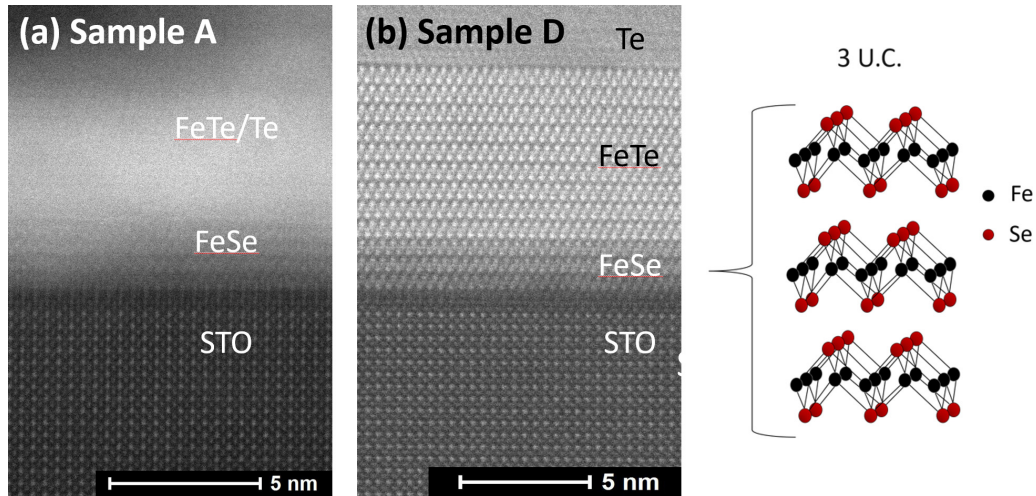 (a) Sample A
FeTe/Te
FeSe
STO
5 nm
(b) Sample D
Te
FeTe
FeSe
STO
5 nm
3 U.C.
Fe
Se